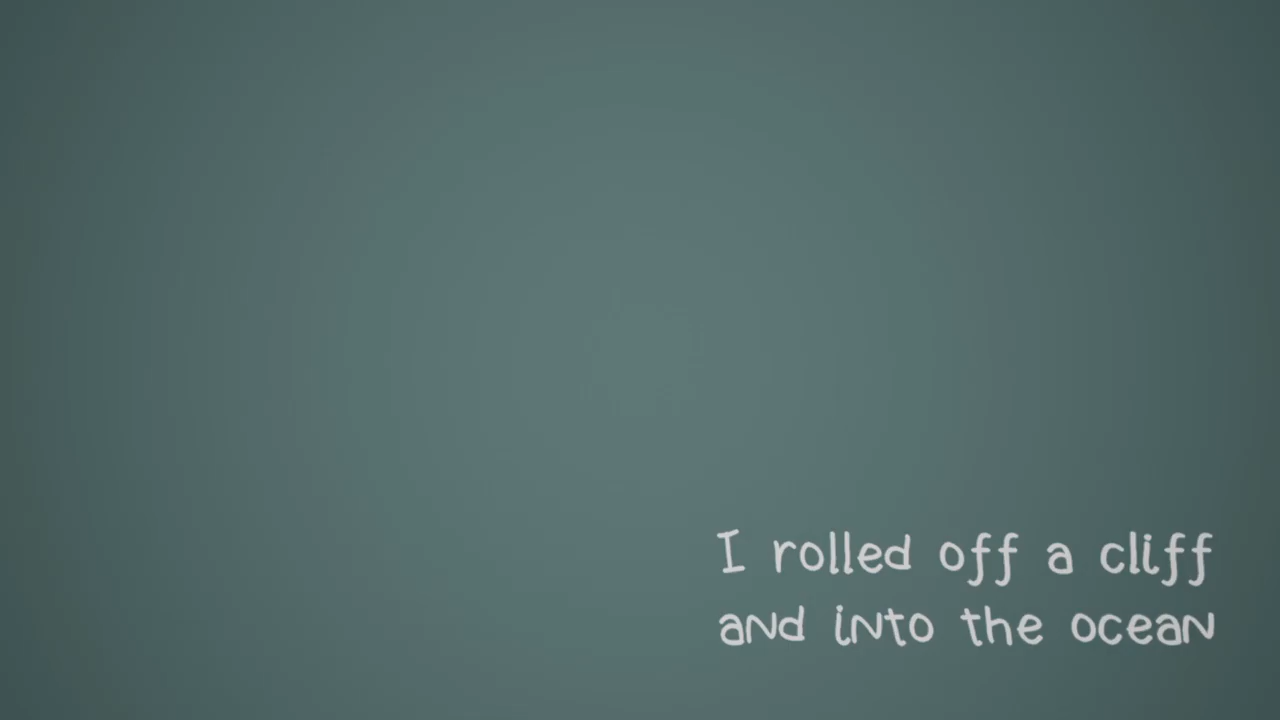 I rolled off a cliff
and into the ocean